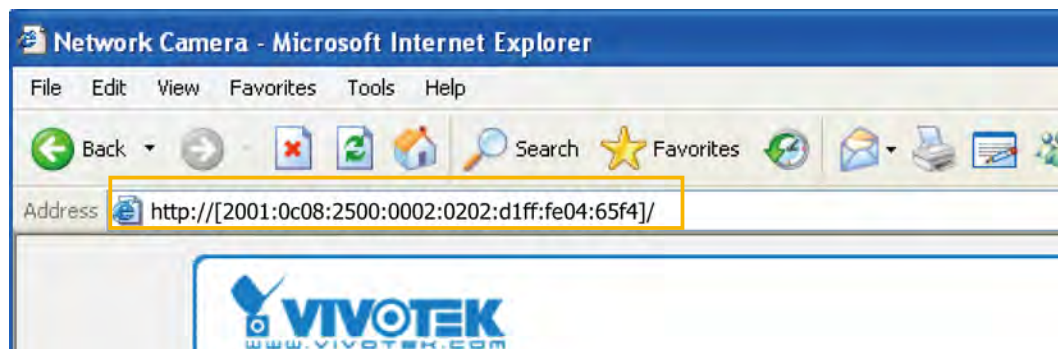 Network Camera - Microsoft Internet Explorer
File Edit View Favorites Tools Help
Back Search Favorites
Address http://[2001:0c08:2500:0002:0202:d1ff:fe04:65f4]/
VIVOTEK
WWW.VIVOTEK.COM